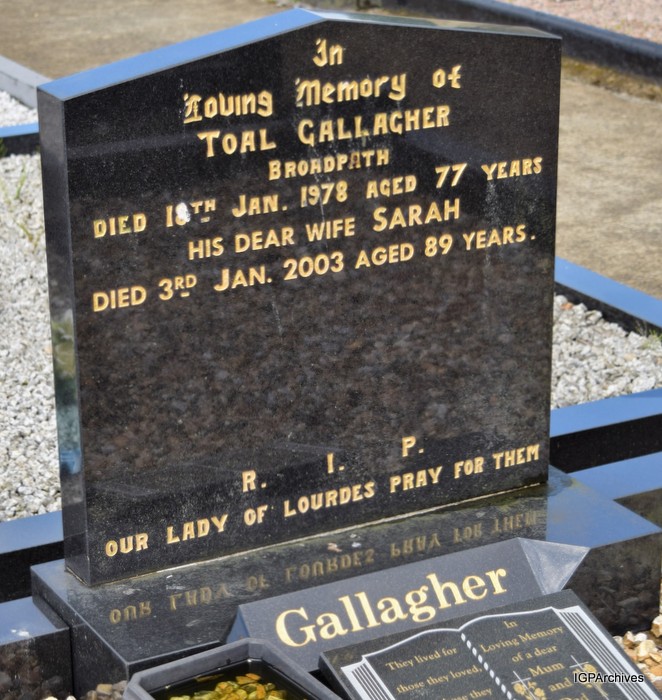 In
Loving Memory of
TOAL GALLAGHER
BROADPATH
DIED 18TH JAN. 1978 AGED 77 YEARS
HIS DEAR WIFE SARAH
DIED 3RD JAN. 2003 AGED 89 YEARS.
R. I. P.
OUR LADY OF LOURDES PRAY FOR THEM
Gallagher
They lived for
those they loved
In
Loving Memory
of a dear
Mum
and
IGPArchives